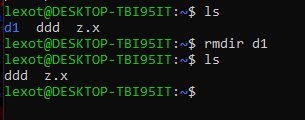 lexot@DESKTOP-TBI95IT:~$ ls
d1  ddd  z.x
lexot@DESKTOP-TBI95IT:~$ rmdir d1
lexot@DESKTOP-TBI95IT:~$ ls
ddd  z.x
lexot@DESKTOP-TBI95IT:~$